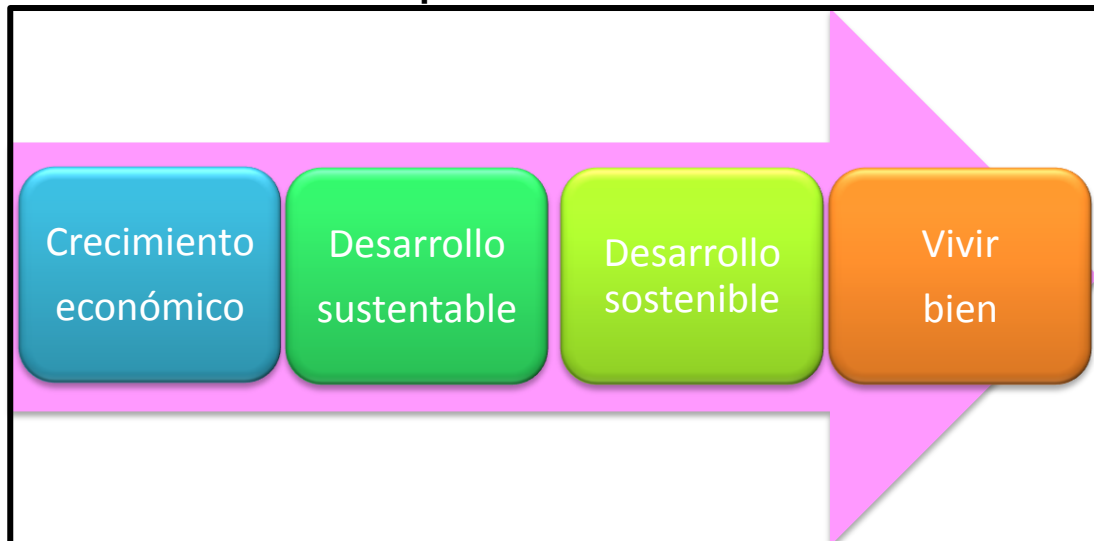 Crecimiento
económico
Desarrollo
sustentable
Desarrollo
sostenible
Vivir
bien